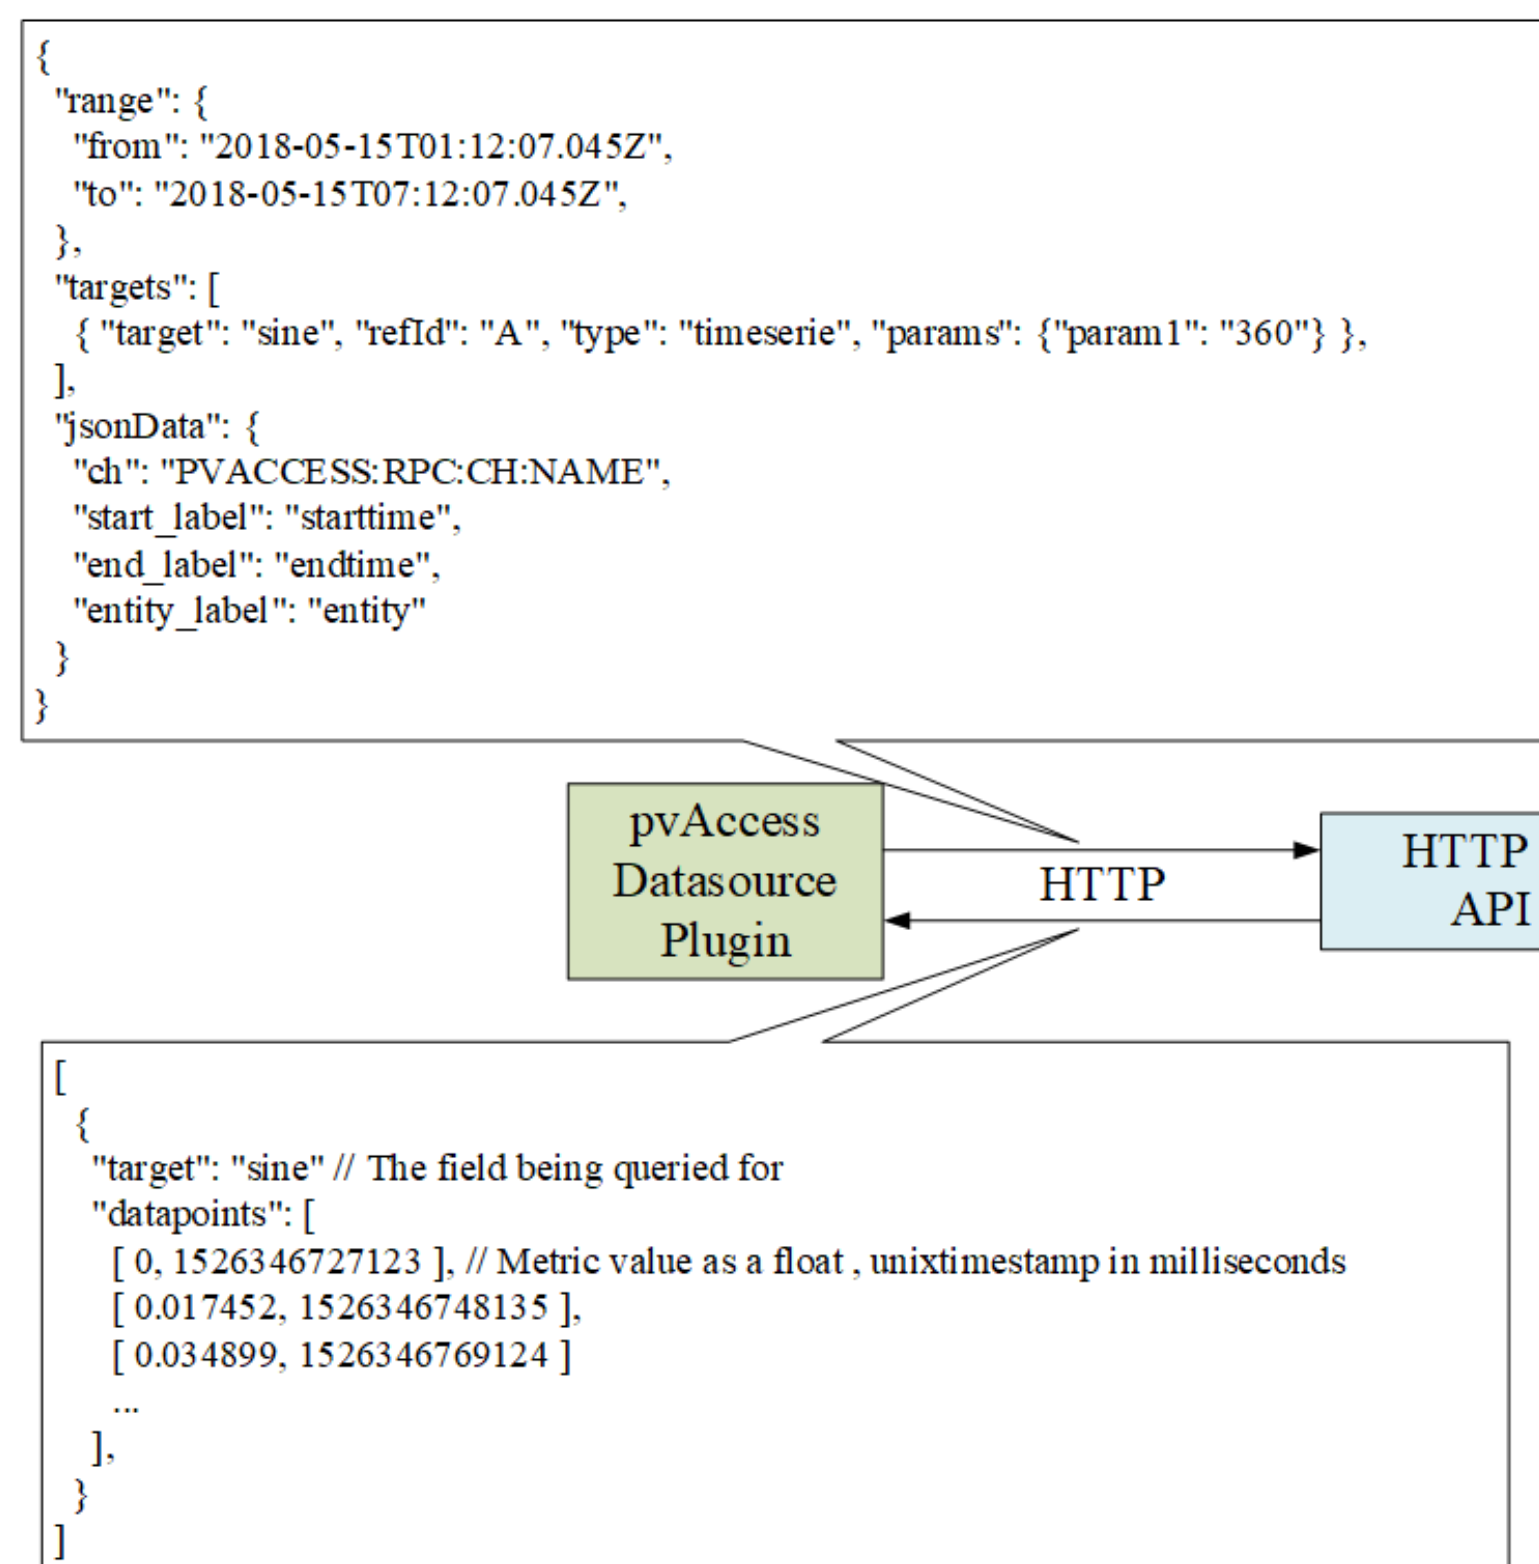 {
"range": {
"from": "2018-05-15T01:12:07.045Z",
"to": "2018-05-15T07:12:07.045Z",
},
"targets": [
{ "target": "sine", "refId": "A", "type": "timeserie", "params": {"param1": "360"} },
],
"jsonData": {
"ch": "PVACCESS:RPC:CH:NAME",
"start_label": "starttime",
"end_label": "endtime",
"entity_label": "entity"
}
}
pvAccess
Datasource
Plugin
HTTP
HTTP
API
[
{
"target": "sine" // The field being queried for
"datapoints": [
[ 0, 1526346727123 ], // Metric value as a float , unixtimestamp in milliseconds
[ 0.017452, 1526346748135 ],
[ 0.034899, 1526346769124 ]
...
],
}
]